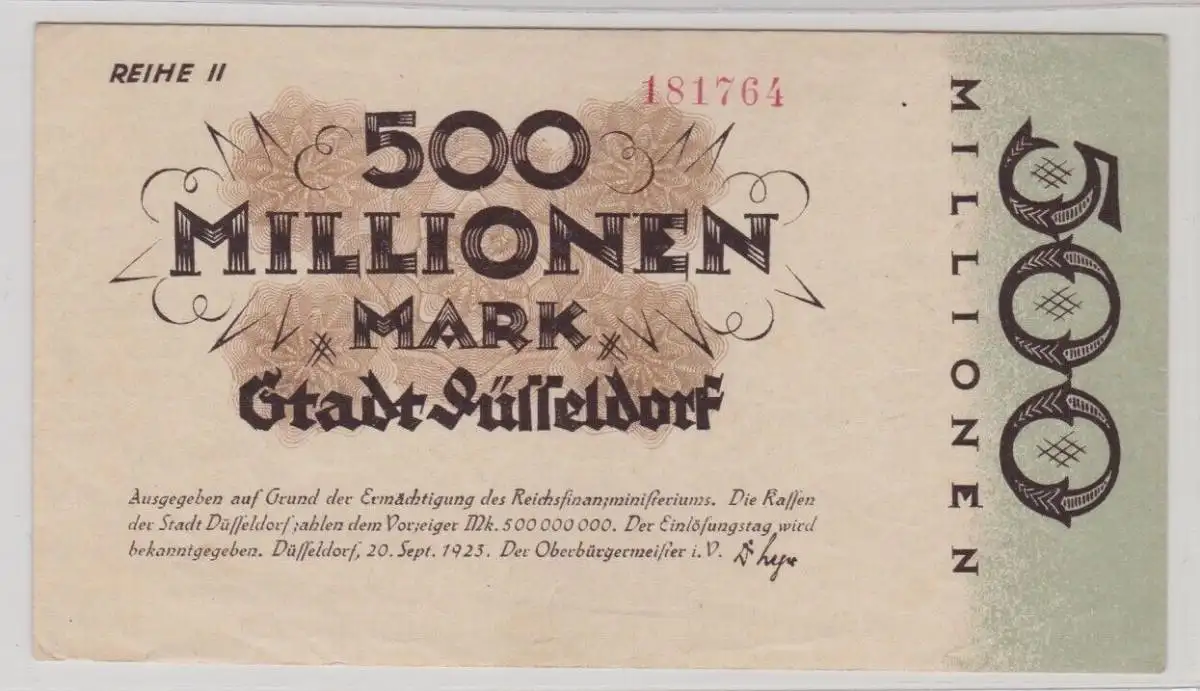 REIHE II
181764
500
MILLIONEN
MARK
Stadt Düsseldorf
Ausgegeben auf Grund der Ermächtigung des Reichsfinanzministeriums. Die Kassen
der Stadt Düsseldorf zahlen dem Vorzeiger Mk. 500 000 000. Der Einlösungstag wird
bekanntgegeben. Düsseldorf, 20. Sept. 1923. Der Oberbürgermeister i. V.
MILLIONEN
500